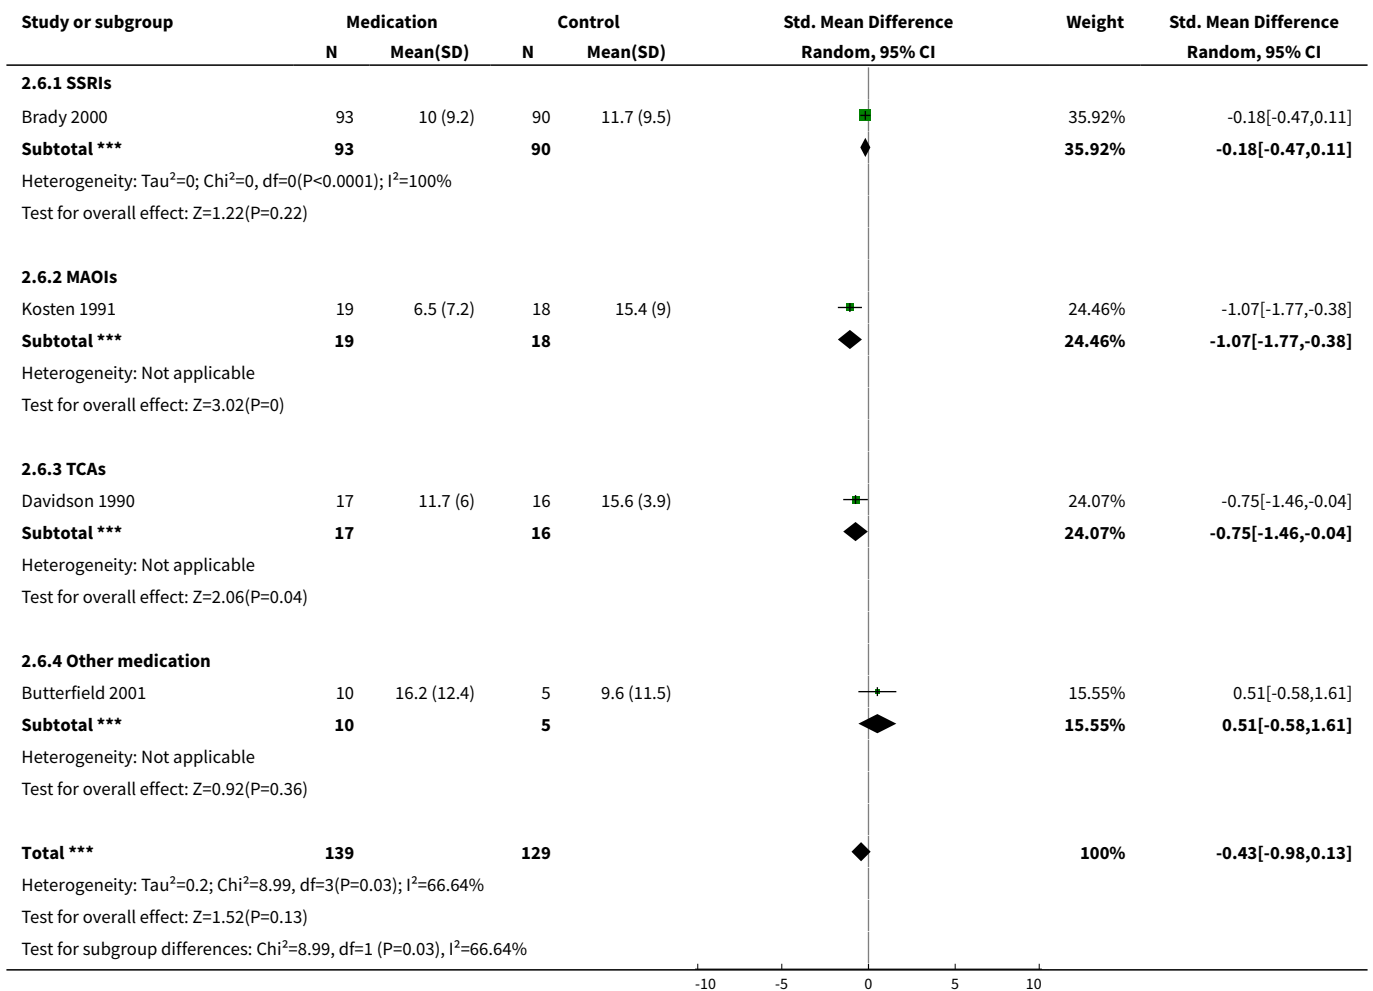 Study or subgroup Medication Control Std. Mean Difference Weight Std. Mean Difference
N Mean(SD) N Mean(SD) Random, 95% CI Random, 95% CI
2.6.1 SSRIs
Brady 2000 93 10 (9.2) 90 11.7 (9.5) 35.92% -0.18[-0.47,0.11]
Subtotal *** 93 90 35.92% -0.18[-0.47,0.11]
Heterogeneity: Tau²=0; Chi²=0, df=0(P<0.0001); I²=100%
Test for overall effect: Z=1.22(P=0.22)
2.6.2 MAOIs
Kosten 1991 19 6.5 (7.2) 18 15.4 (9) 24.46% -1.07[-1.77,-0.38]
Subtotal *** 19 18 24.46% -1.07[-1.77,-0.38]
Heterogeneity: Not applicable
Test for overall effect: Z=3.02(P=0)
2.6.3 TCAs
Davidson 1990 17 11.7 (6) 16 15.6 (3.9) 24.07% -0.75[-1.46,-0.04]
Subtotal *** 17 16 24.07% -0.75[-1.46,-0.04]
Heterogeneity: Not applicable
Test for overall effect: Z=2.06(P=0.04)
2.6.4 Other medication
Butterfield 2001 10 16.2 (12.4) 5 9.6 (11.5) 15.55% 0.51[-0.58,1.61]
Subtotal *** 10 5 15.55% 0.51[-0.58,1.61]
Heterogeneity: Not applicable
Test for overall effect: Z=0.92(P=0.36)
Total *** 139 129 100% -0.43[-0.98,0.13]
Heterogeneity: Tau²=0.2; Chi²=8.99, df=3(P=0.03); I²=66.64%
Test for overall effect: Z=1.52(P=0.13)
Test for subgroup differences: Chi²=8.99, df=1 (P=0.03), I²=66.64%
-10 -5 0 5 10